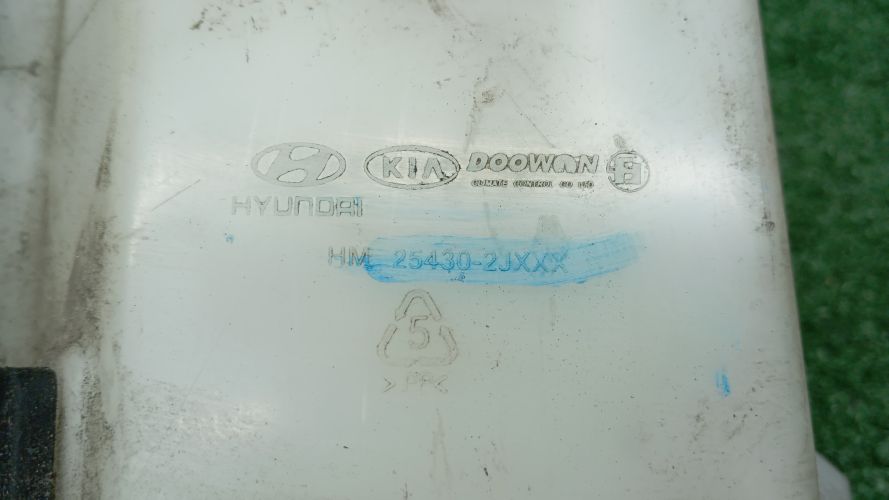 KIA DOOWON
CLIMATE CONTROL CO LTD
HYUNDAI
HM 25430-2JXXX
5
>PP<